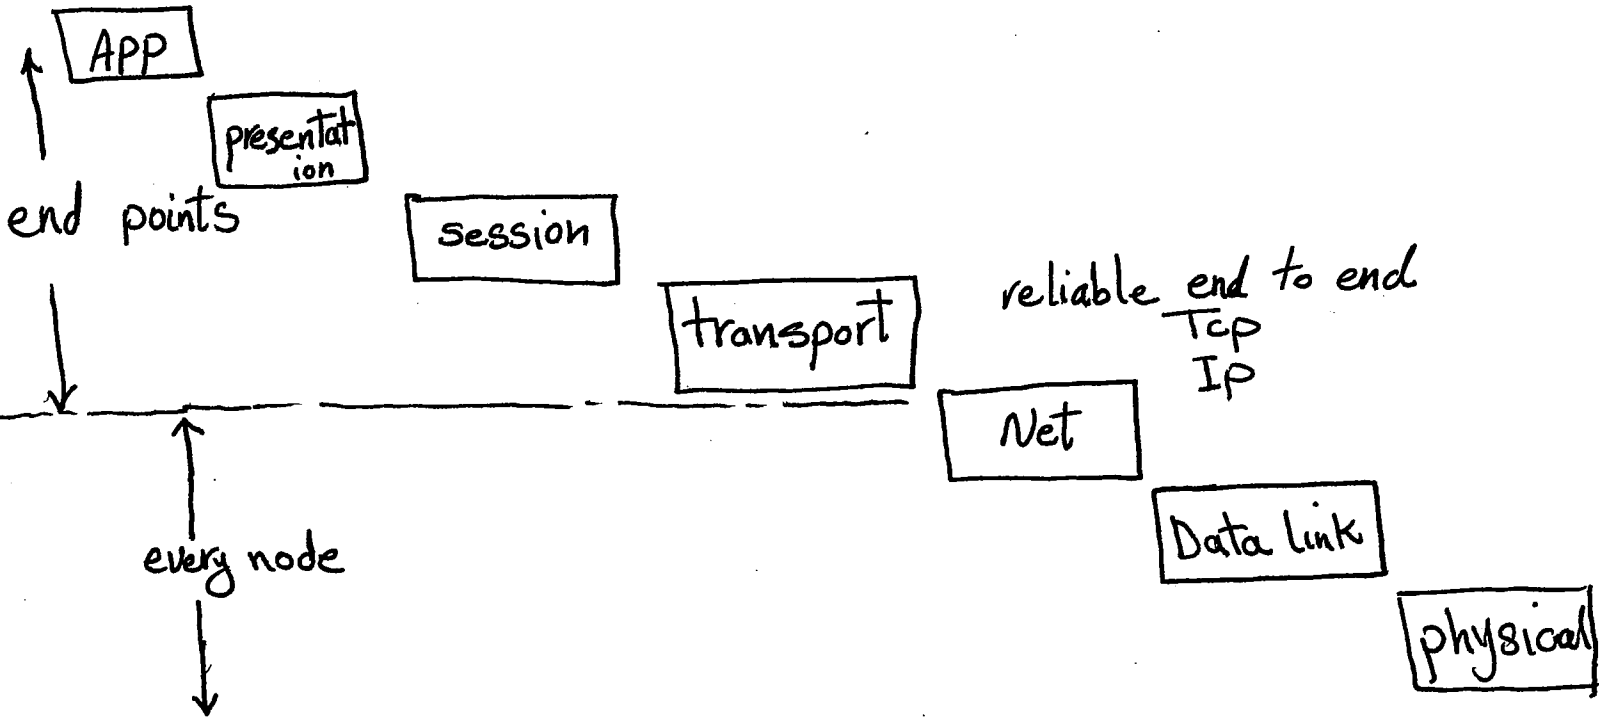 App
presentat
ion
end points
session
reliable end to end
Tcp
Ip
transport
Net
Data link
every node
physical